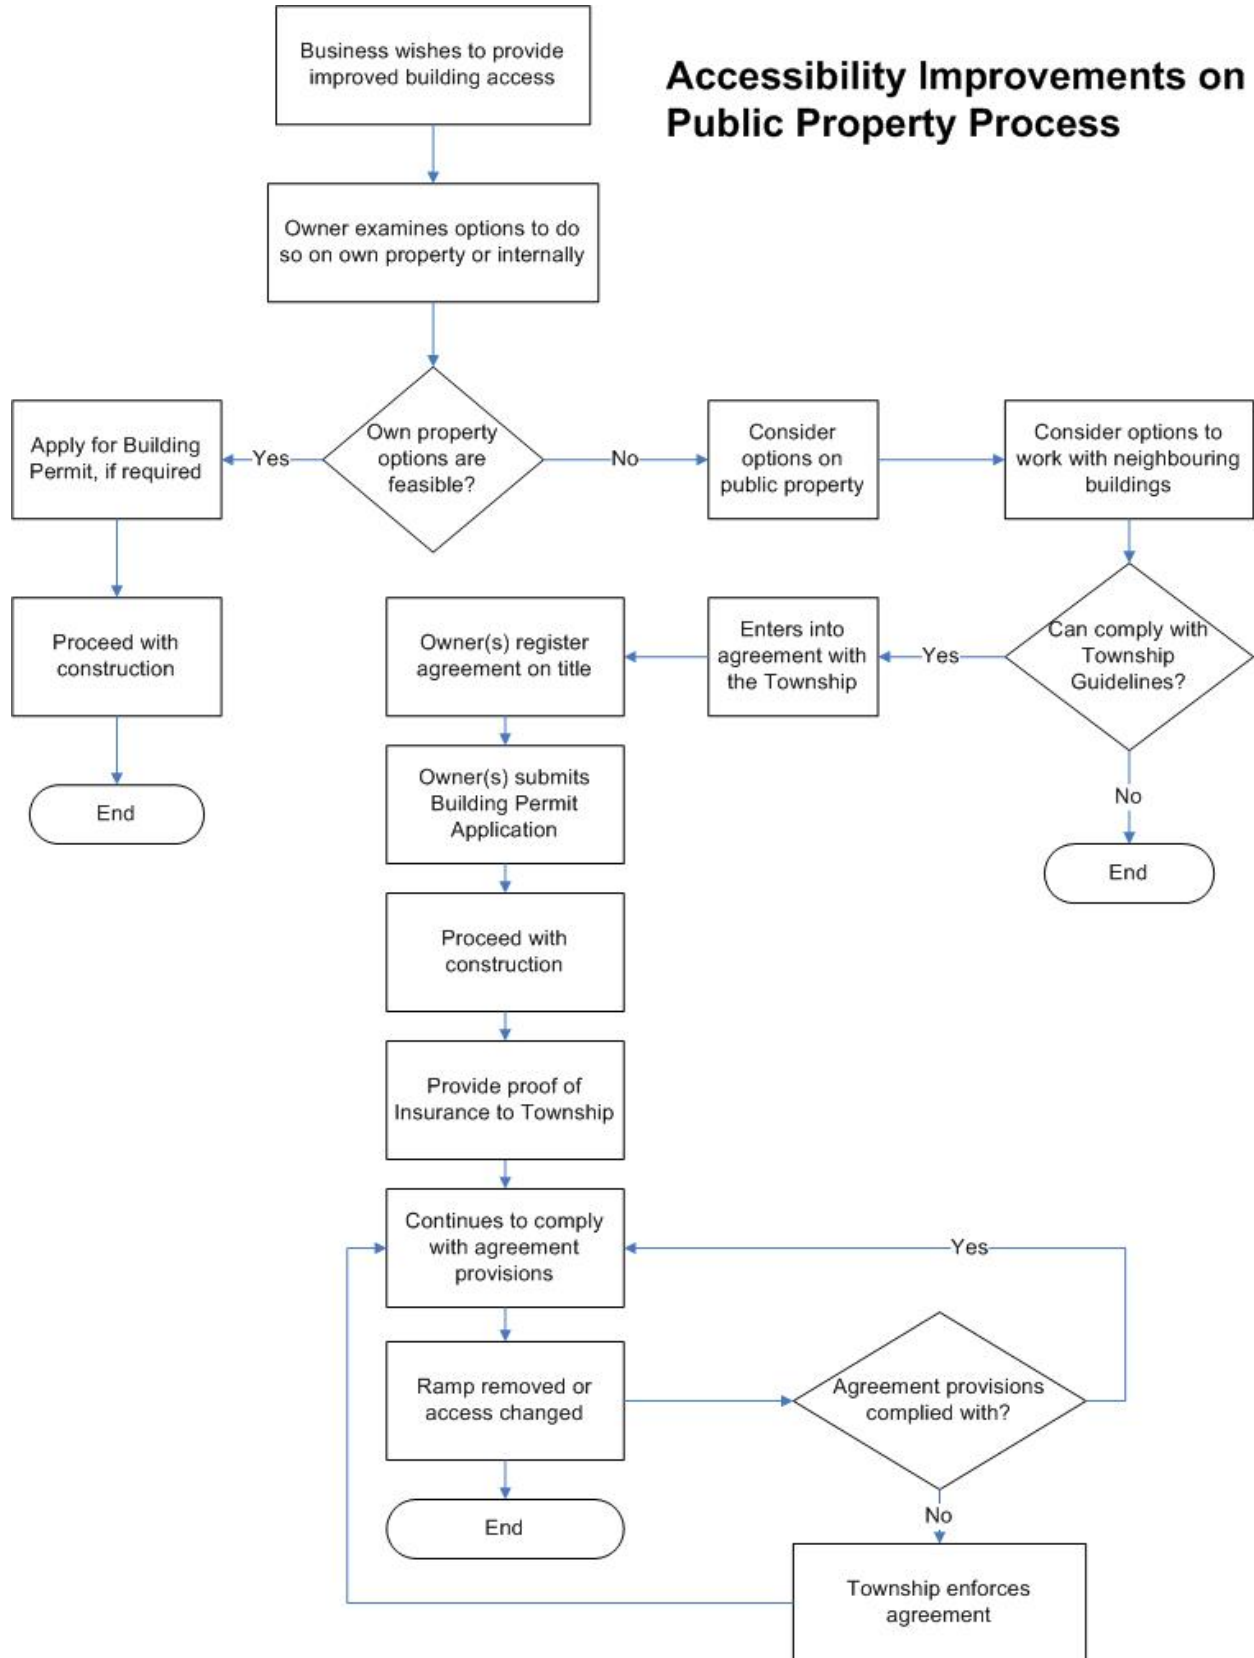 Business wishes to provide
improved building access
Accessibility Improvements on
Public Property Process
Owner examines options to do
so on own property or internally
Own property
options are
feasible?
Yes
Apply for Building
Permit, if required
Proceed with
construction
End
No
Consider
options on
public property
Consider options to
work with neighbouring
buildings
Can comply with
Township
Guidelines?
No
End
Yes
Enters into
agreement with
the Township
Owner(s) register
agreement on title
Owner(s) submits
Building Permit
Application
Proceed with
construction
Provide proof of
Insurance to Township
Continues to comply
with agreement
provisions
Ramp removed or
access changed
End
Agreement provisions
complied with?
Yes
No
Township enforces
agreement